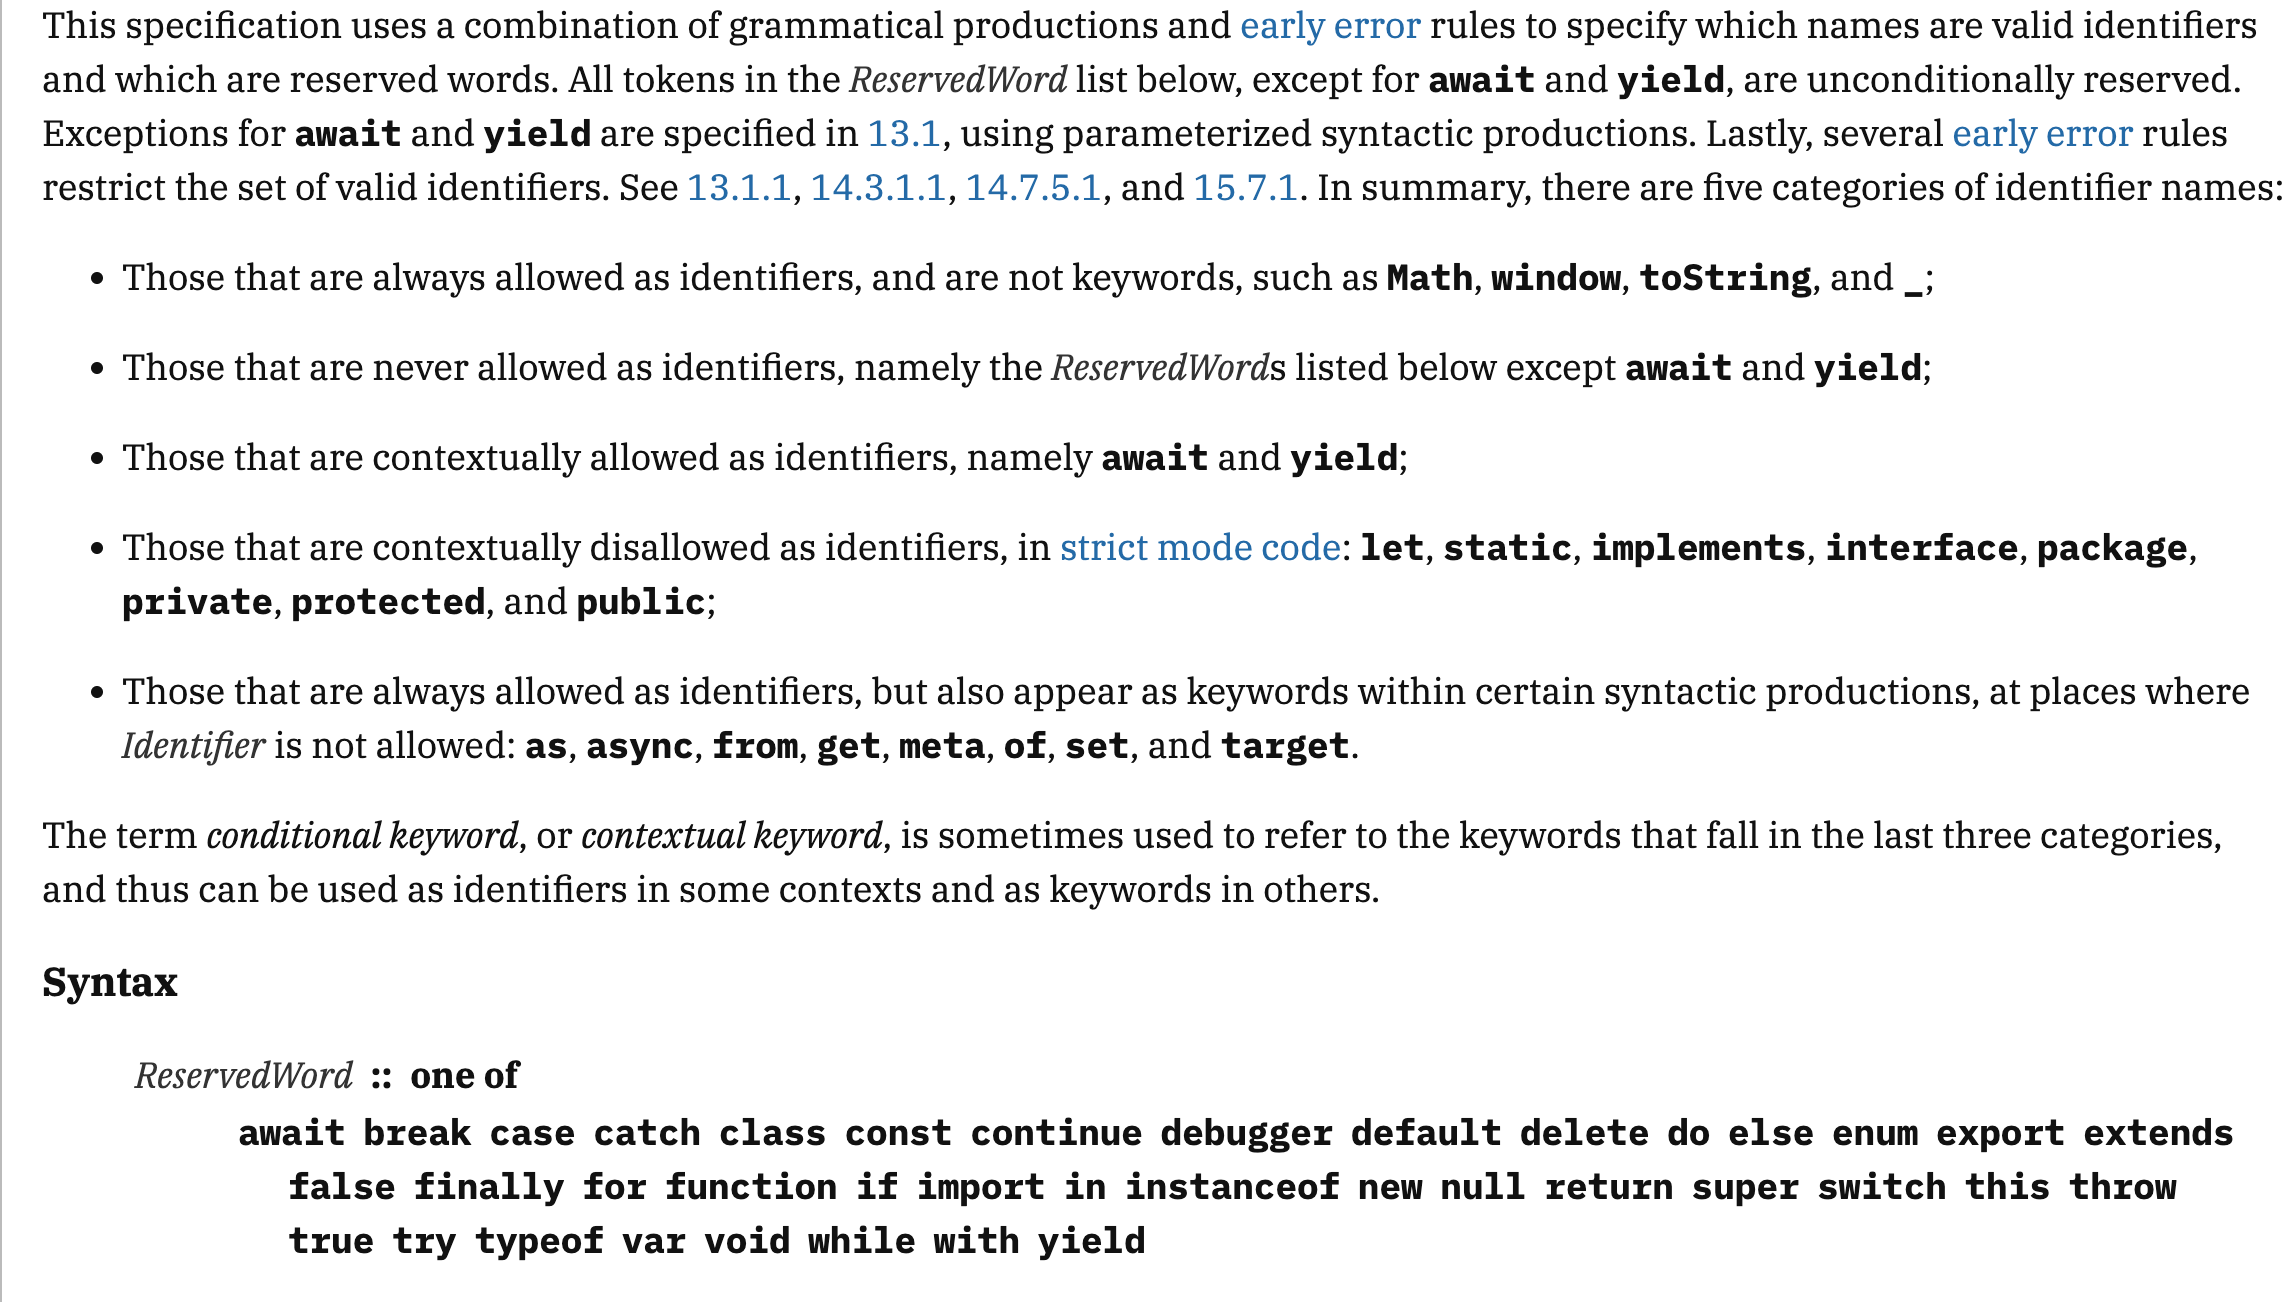 This specification uses a combination of grammatical productions and early error rules to specify which names are valid identifiers
and which are reserved words. All tokens in the ReservedWord list below, except for await and yield, are unconditionally reserved.
Exceptions for await and yield are specified in 13.1, using parameterized syntactic productions. Lastly, several early error rules
restrict the set of valid identifiers. See 13.1.1, 14.3.1.1, 14.7.5.1, and 15.7.1. In summary, there are five categories of identifier names:
• Those that are always allowed as identifiers, and are not keywords, such as Math, window, toString, and _;
• Those that are never allowed as identifiers, namely the ReservedWords listed below except await and yield;
• Those that are contextually allowed as identifiers, namely await and yield;
• Those that are contextually disallowed as identifiers, in strict mode code: let, static, implements, interface, package,
private, protected, and public;
• Those that are always allowed as identifiers, but also appear as keywords within certain syntactic productions, at places where
Identifier is not allowed: as, async, from, get, meta, of, set, and target.
The term conditional keyword, or contextual keyword, is sometimes used to refer to the keywords that fall in the last three categories,
and thus can be used as identifiers in some contexts and as keywords in others.
Syntax
ReservedWord :: one of
await break case catch class const continue debugger default delete do else enum export extends
false finally for function if import in instanceof new null return super switch this throw
true try typeof var void while with yield